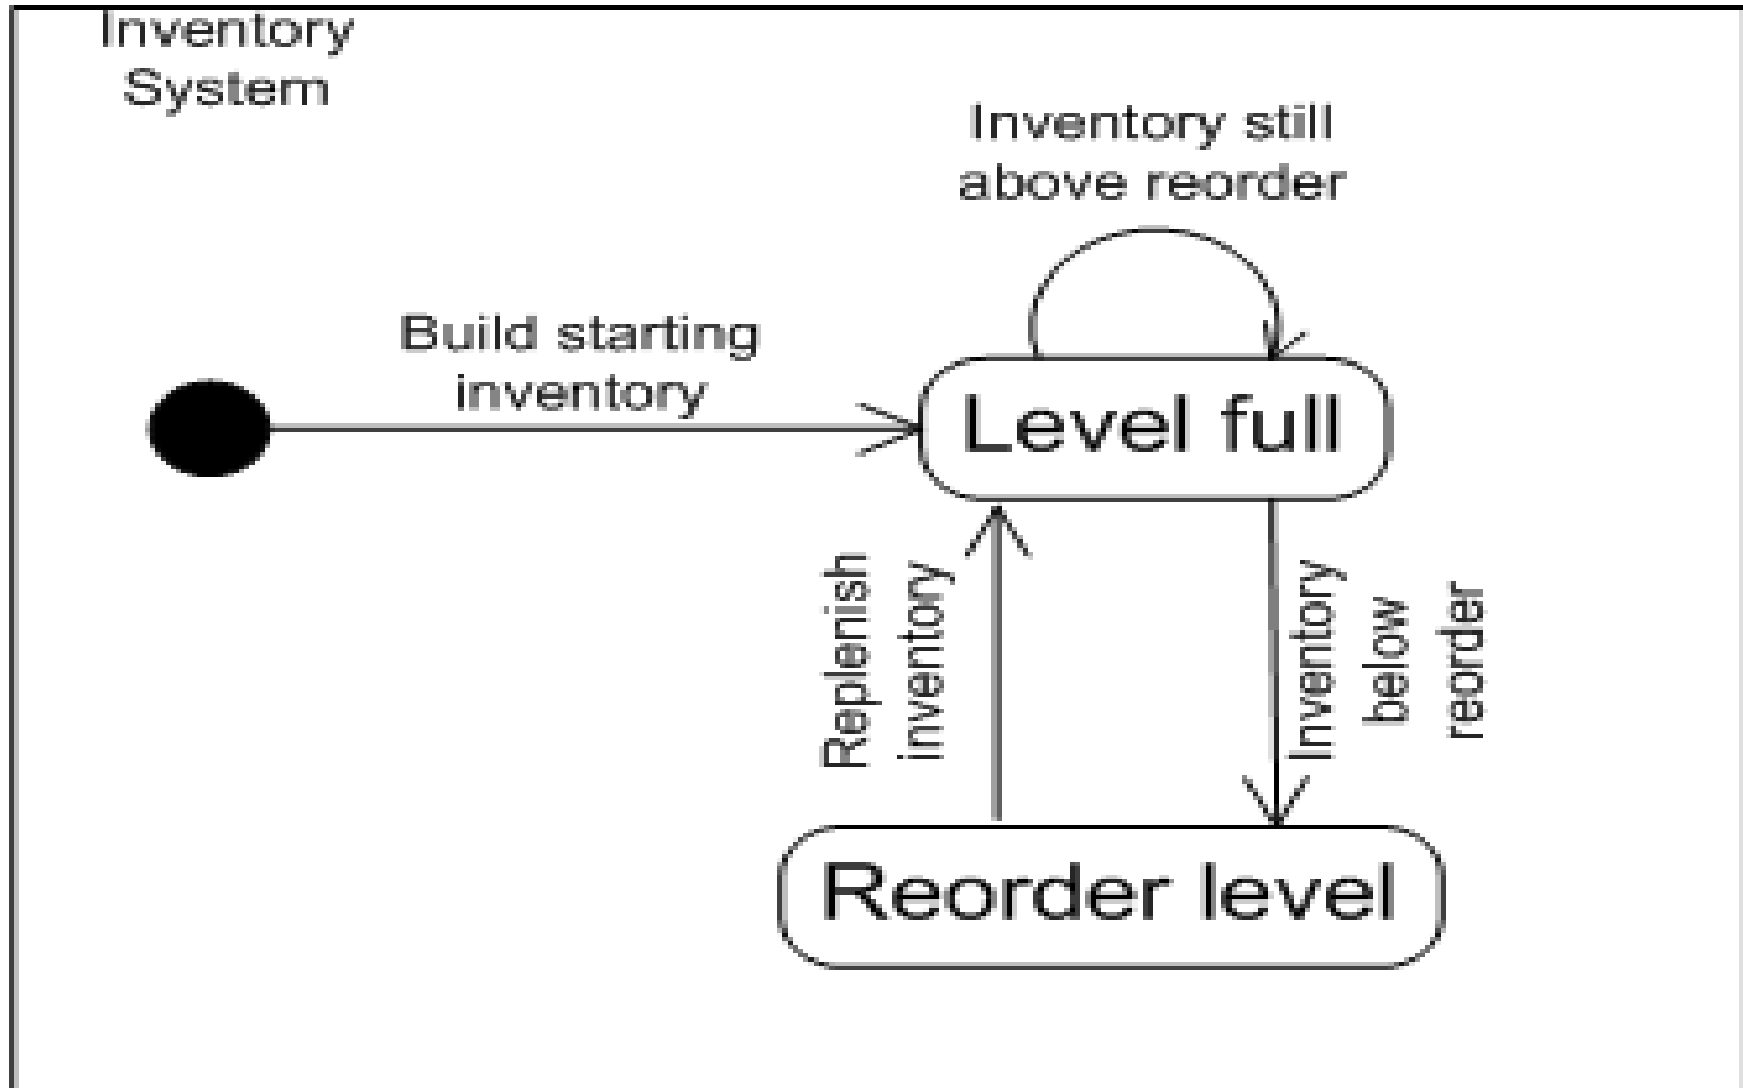 Inventory
System
Inventory still
above reorder
Build starting
inventory
Level full
Replenish
inventory
Inventory
below
reorder
Reorder level